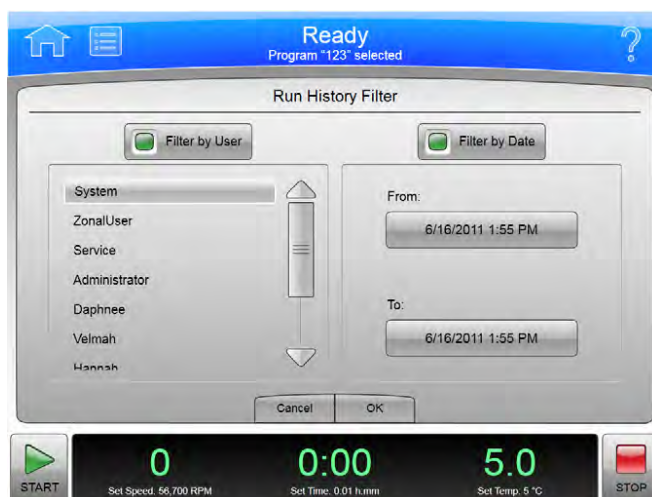 Ready
Program "123" selected
?
Run History Filter
Filter by User
Filter by Date
System
ZonalUser
Service
Administrator
Daphnee
Velmah
Hannah
From:
6/16/2011 1:55 PM
To:
6/16/2011 1:55 PM
Cancel
OK
START
0
Set Speed: 56,700 RPM
0:00
Set Time: 0.01 h:mm
5.0
Set Temp: 5 °C
STOP